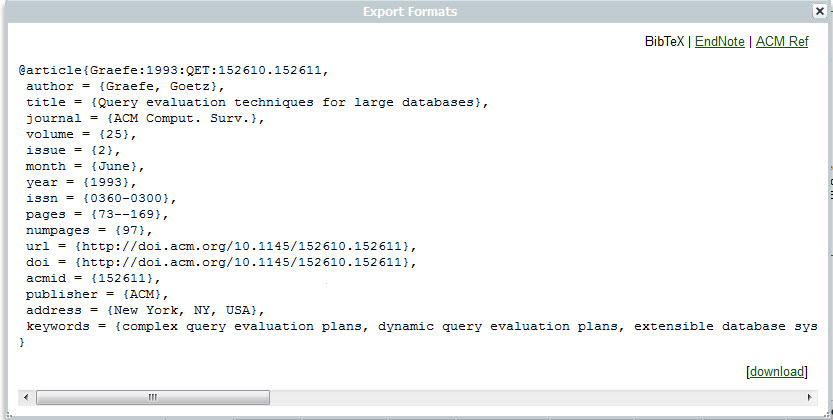 Export Formats
BibTeX | EndNote | ACM Ref
@article{Graefe:1993:QET:152610.152611,
 author = {Graefe, Goetz},
 title = {Query evaluation techniques for large databases},
 journal = {ACM Comput. Surv.},
 volume = {25},
 issue = {2},
 month = {June},
 year = {1993},
 issn = {0360-0300},
 pages = {73--169},
 numpages = {97},
 url = {http://doi.acm.org/10.1145/152610.152611},
 doi = {http://doi.acm.org/10.1145/152610.152611},
 acmid = {152611},
 publisher = {ACM},
 address = {New York, NY, USA},
 keywords = {complex query evaluation plans, dynamic query evaluation plans, extensible database sys
}
[download]